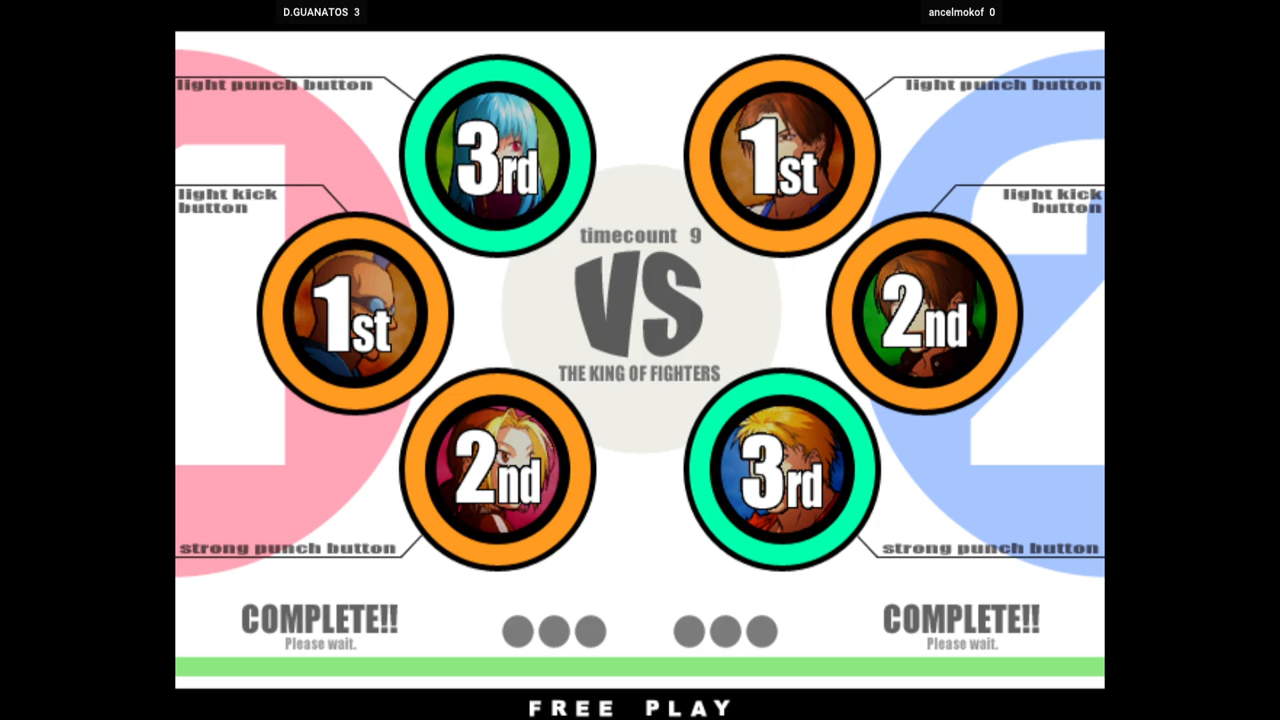 D.GUANATOS 3
ancelmokof 0
light punch button
light punch button
3rd
1st
light kick
button
light kick
button
timecount 9
VS
1st
2nd
THE KING OF FIGHTERS
2nd
3rd
strong punch button
strong punch button
COMPLETE!!
Please wait.
COMPLETE!!
Please wait.
FREE PLAY
1
2